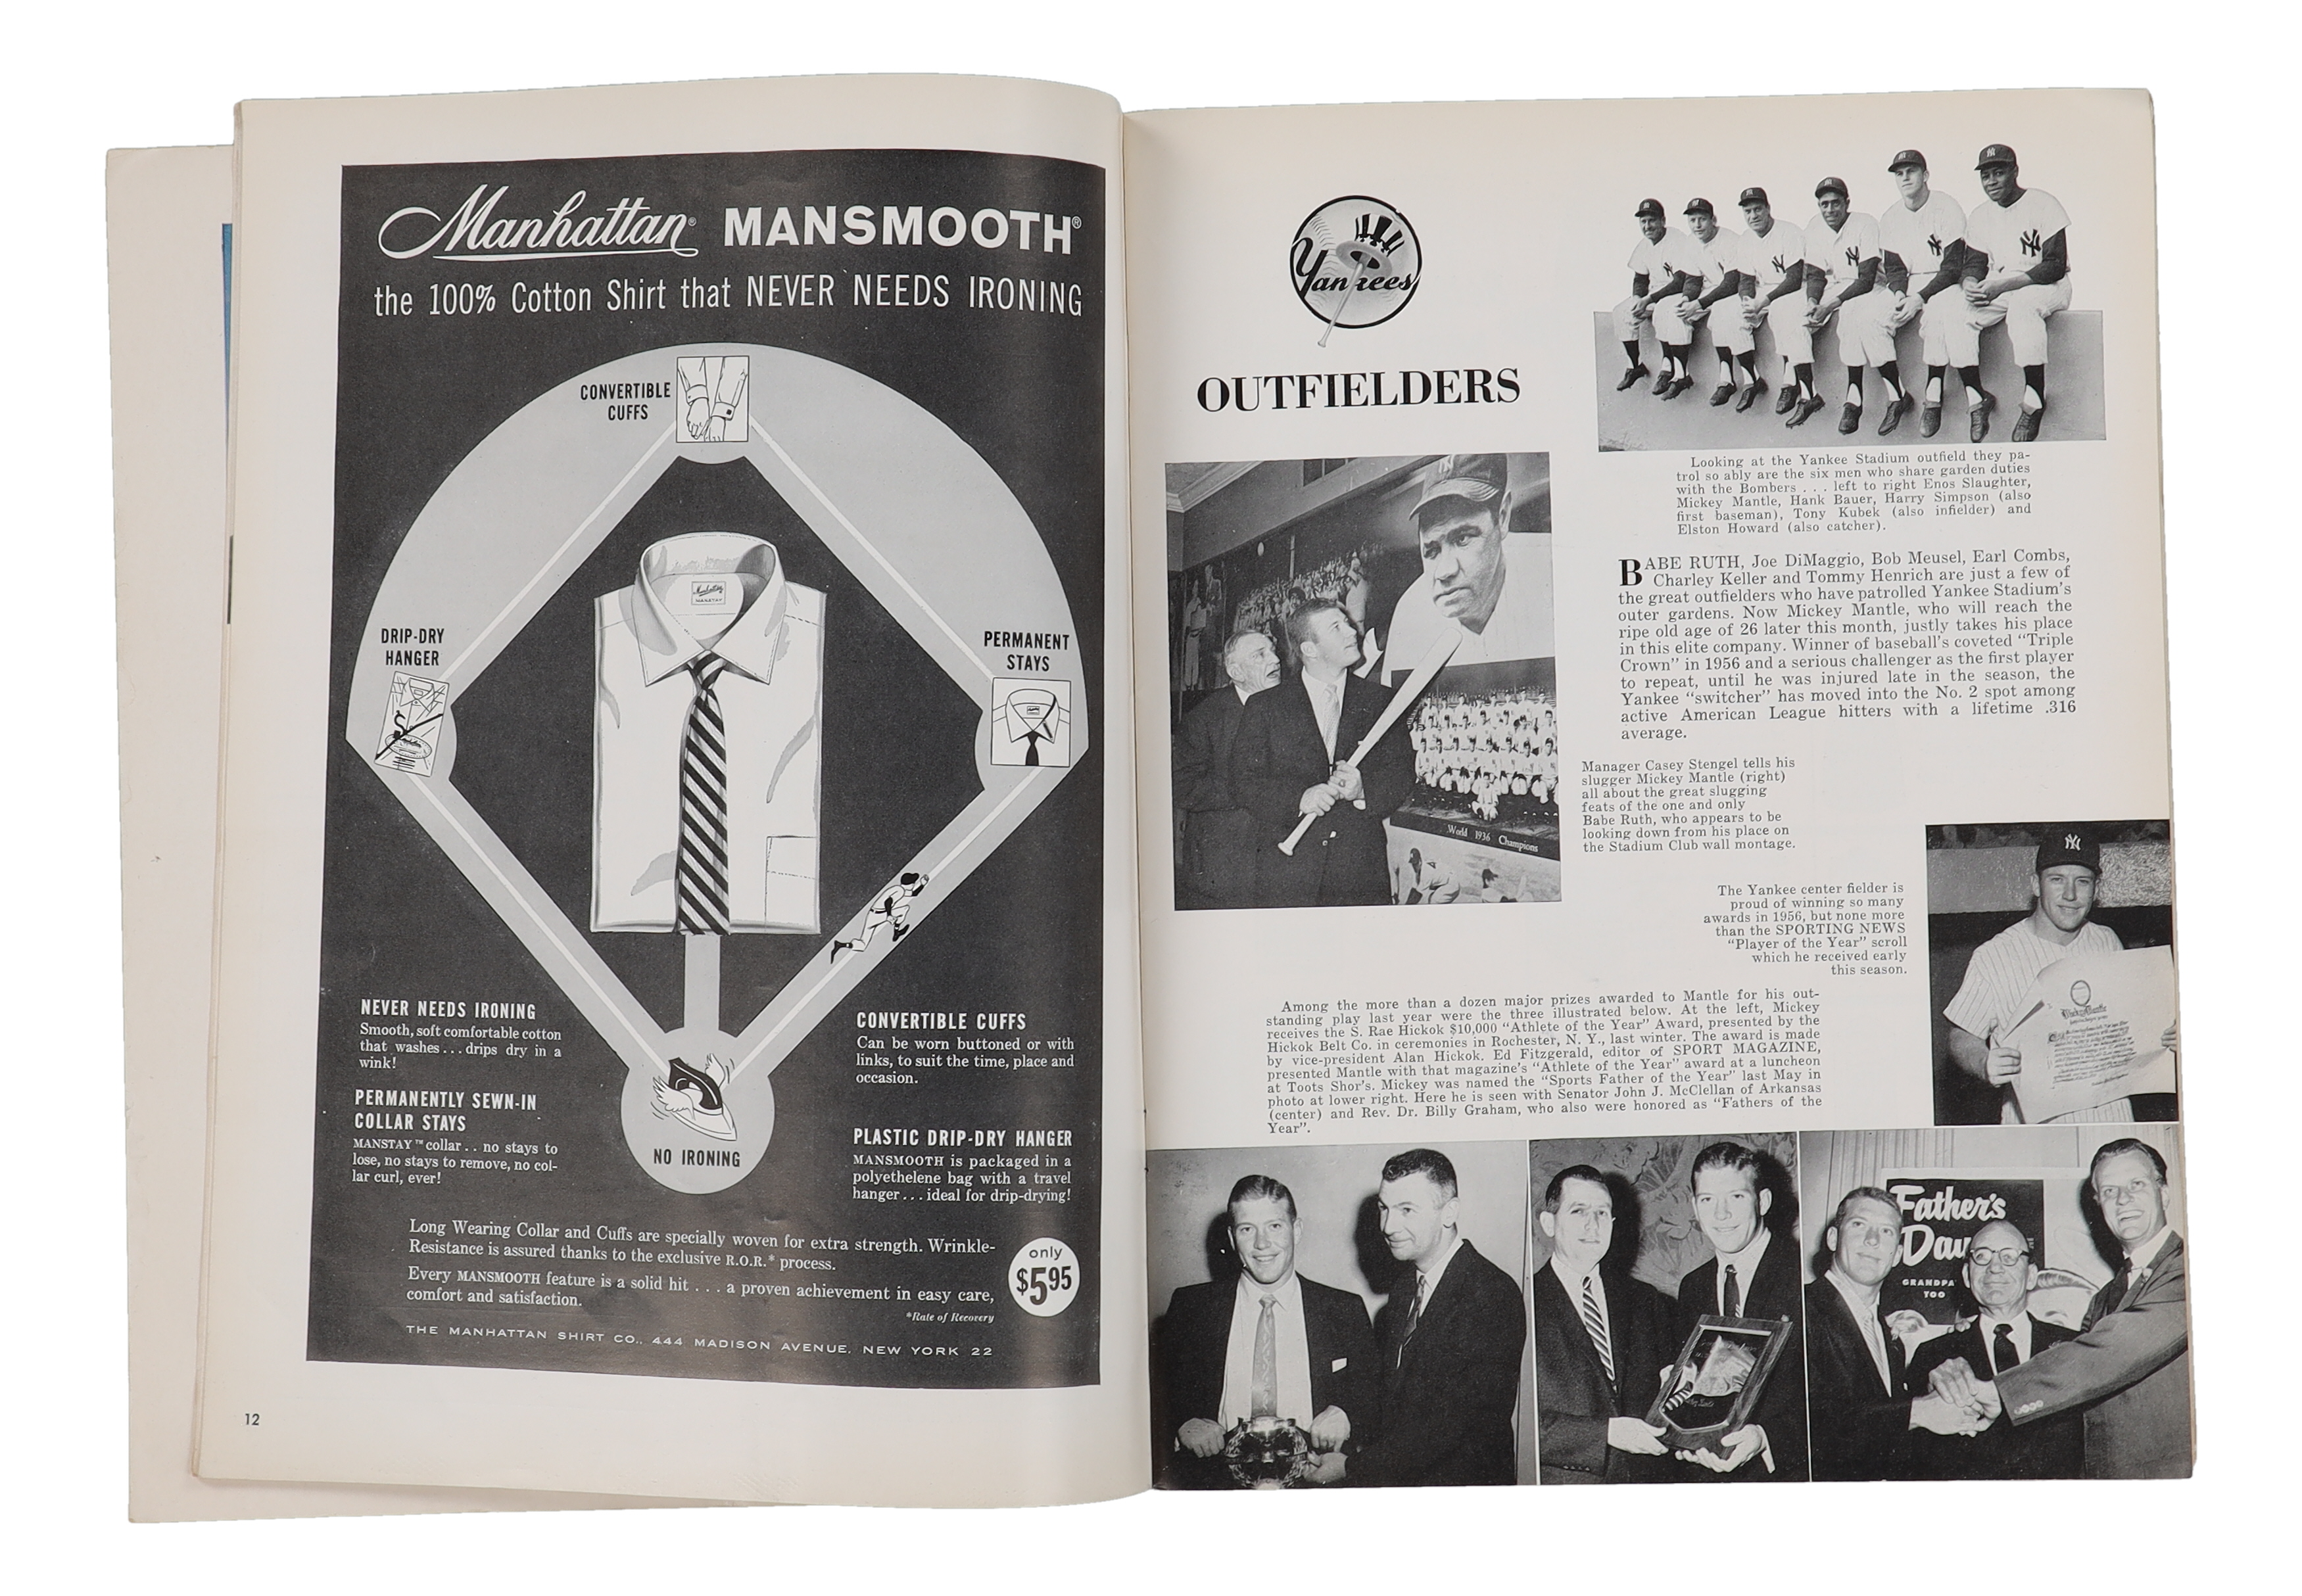 Manhattan® MANSMOOTH®
the 100% Cotton Shirt that NEVER NEEDS IRONING
CONVERTIBLE
CUFFS
DRIP-DRY
HANGER
PERMANENT
STAYS
Manhattan
MANSTAY
NEVER NEEDS IRONING
Smooth, soft comfortable cotton
that washes...drips dry in a
wink!
PERMANENTLY SEWN-IN
COLLAR STAYS
MANSTAY™ collar.. no stays to
lose, no stays to remove, no col-
lar curl, ever!
NO IRONING
CONVERTIBLE CUFFS
Can be worn buttoned or with
links, to suit the time, place and
occasion.
PLASTIC DRIP-DRY HANGER
MANSMOOTH is packaged in a
polyethelene bag with a travel
hanger...ideal for drip-drying!
Long Wearing Collar and Cuffs are specially woven for extra strength. Wrinkle-
Resistance is assured thanks to the exclusive R.O.R.* process.
Every MANSMOOTH feature is a solid hit . . . a proven achievement in easy care,
comfort and satisfaction.
*Rate of Recovery
only
$5.95
THE MANHATTAN SHIRT CO., 444 MADISON AVENUE, NEW YORK 22
12
Yankees
OUTFIELDERS
Looking at the Yankee Stadium outfield they pa-
trol so ably are the six men who share garden duties
with the Bombers . . . left to right Enos Slaughter,
Mickey Mantle, Hank Bauer, Harry Simpson (also
first baseman), Tony Kubek (also infielder) and
Elston Howard (also catcher).
BABE RUTH, Joe DiMaggio, Bob Meusel, Earl Combs,
Charley Keller and Tommy Henrich are just a few of
the great outfielders who have patrolled Yankee Stadium's
outer gardens. Now Mickey Mantle, who will reach the
ripe old age of 26 later this month, justly takes his place
in this elite company. Winner of baseball's coveted "Triple
Crown" in 1956 and a serious challenger as the first player
to repeat, until he was injured late in the season, the
Yankee "switcher" has moved into the No. 2 spot among
active American League hitters with a lifetime .316
average.
World 1936 Champions
Manager Casey Stengel tells his
slugger Mickey Mantle (right)
all about the great slugging
feats of the one and only
Babe Ruth, who appears to be
looking down from his place on
the Stadium Club wall montage.
The Yankee center fielder is
proud of winning so many
awards in 1956, but none more
than the SPORTING NEWS
"Player of the Year" scroll
which he received early
this season.
Among the more than a dozen major prizes awarded to Mantle for his out-
standing play last year were the three illustrated below. At the left, Mickey
receives the S. Rae Hickok $10,000 "Athlete of the Year" Award, presented by the
Hickok Belt Co. in ceremonies in Rochester, N. Y., last winter. The award is made
by vice-president Alan Hickok. Ed Fitzgerald, editor of SPORT MAGAZINE,
presented Mantle with that magazine's "Athlete of the Year" award at a luncheon
at Toots Shor's. Mickey was named the "Sports Father of the Year" last May in
photo at lower right. Here he is seen with Senator John J. McClellan of Arkansas
(center) and Rev. Dr. Billy Graham, who also were honored as "Fathers of the
Year".
Father's
Day
GRANDPA
TOO